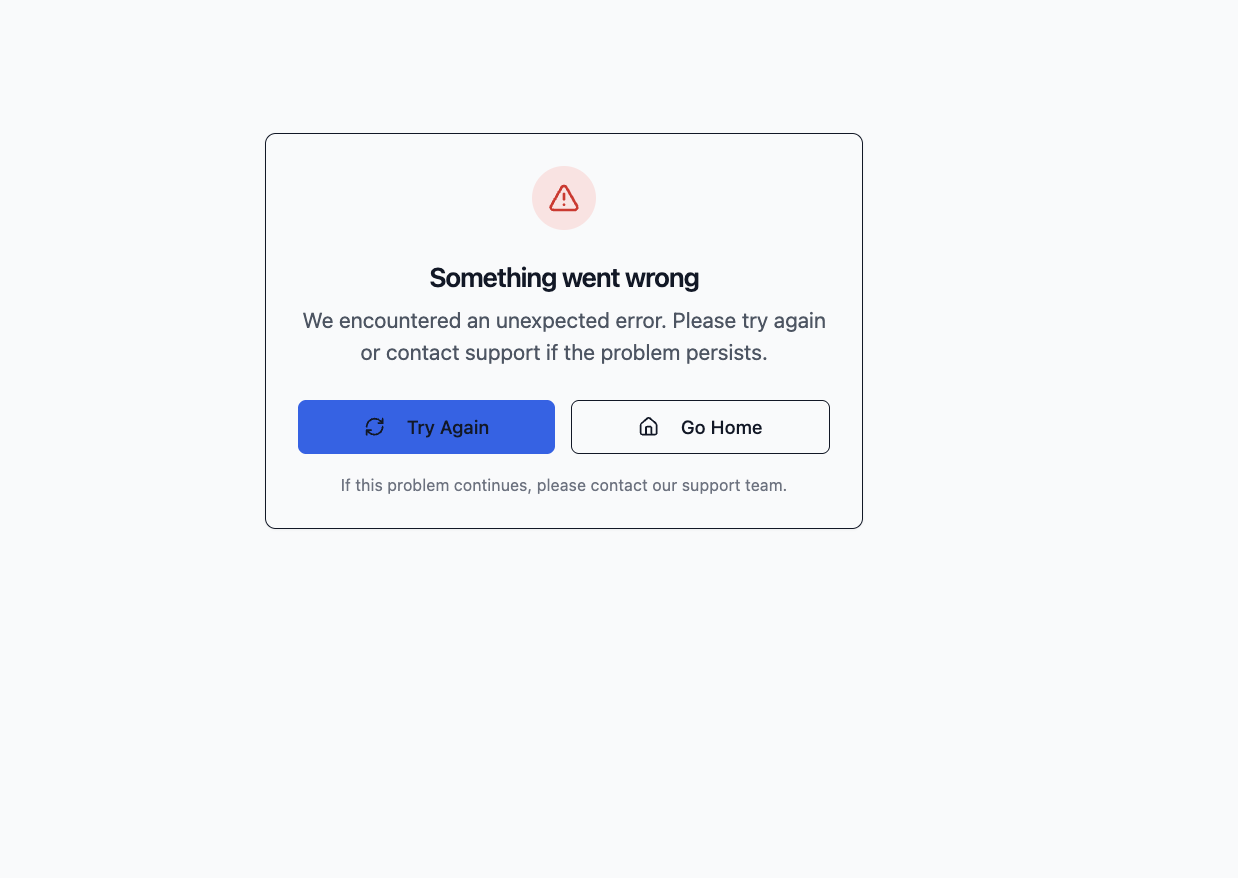 Something went wrong
We encountered an unexpected error. Please try again
or contact support if the problem persists.
Try Again
Go Home
If this problem continues, please contact our support team.